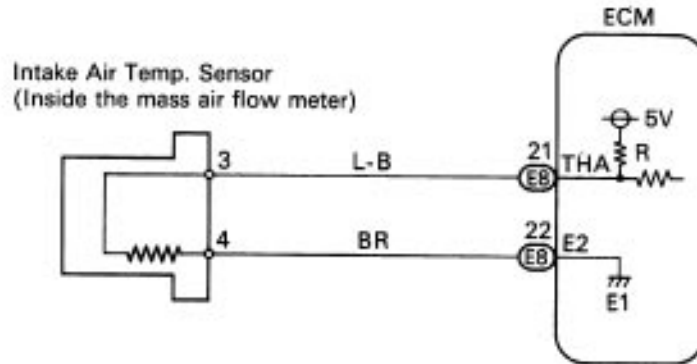 ECM
Intake Air Temp. Sensor
(Inside the mass air flow meter)
5V
3
L-B
21
THA
R
E8
4
BR
22
E2
E8
E1